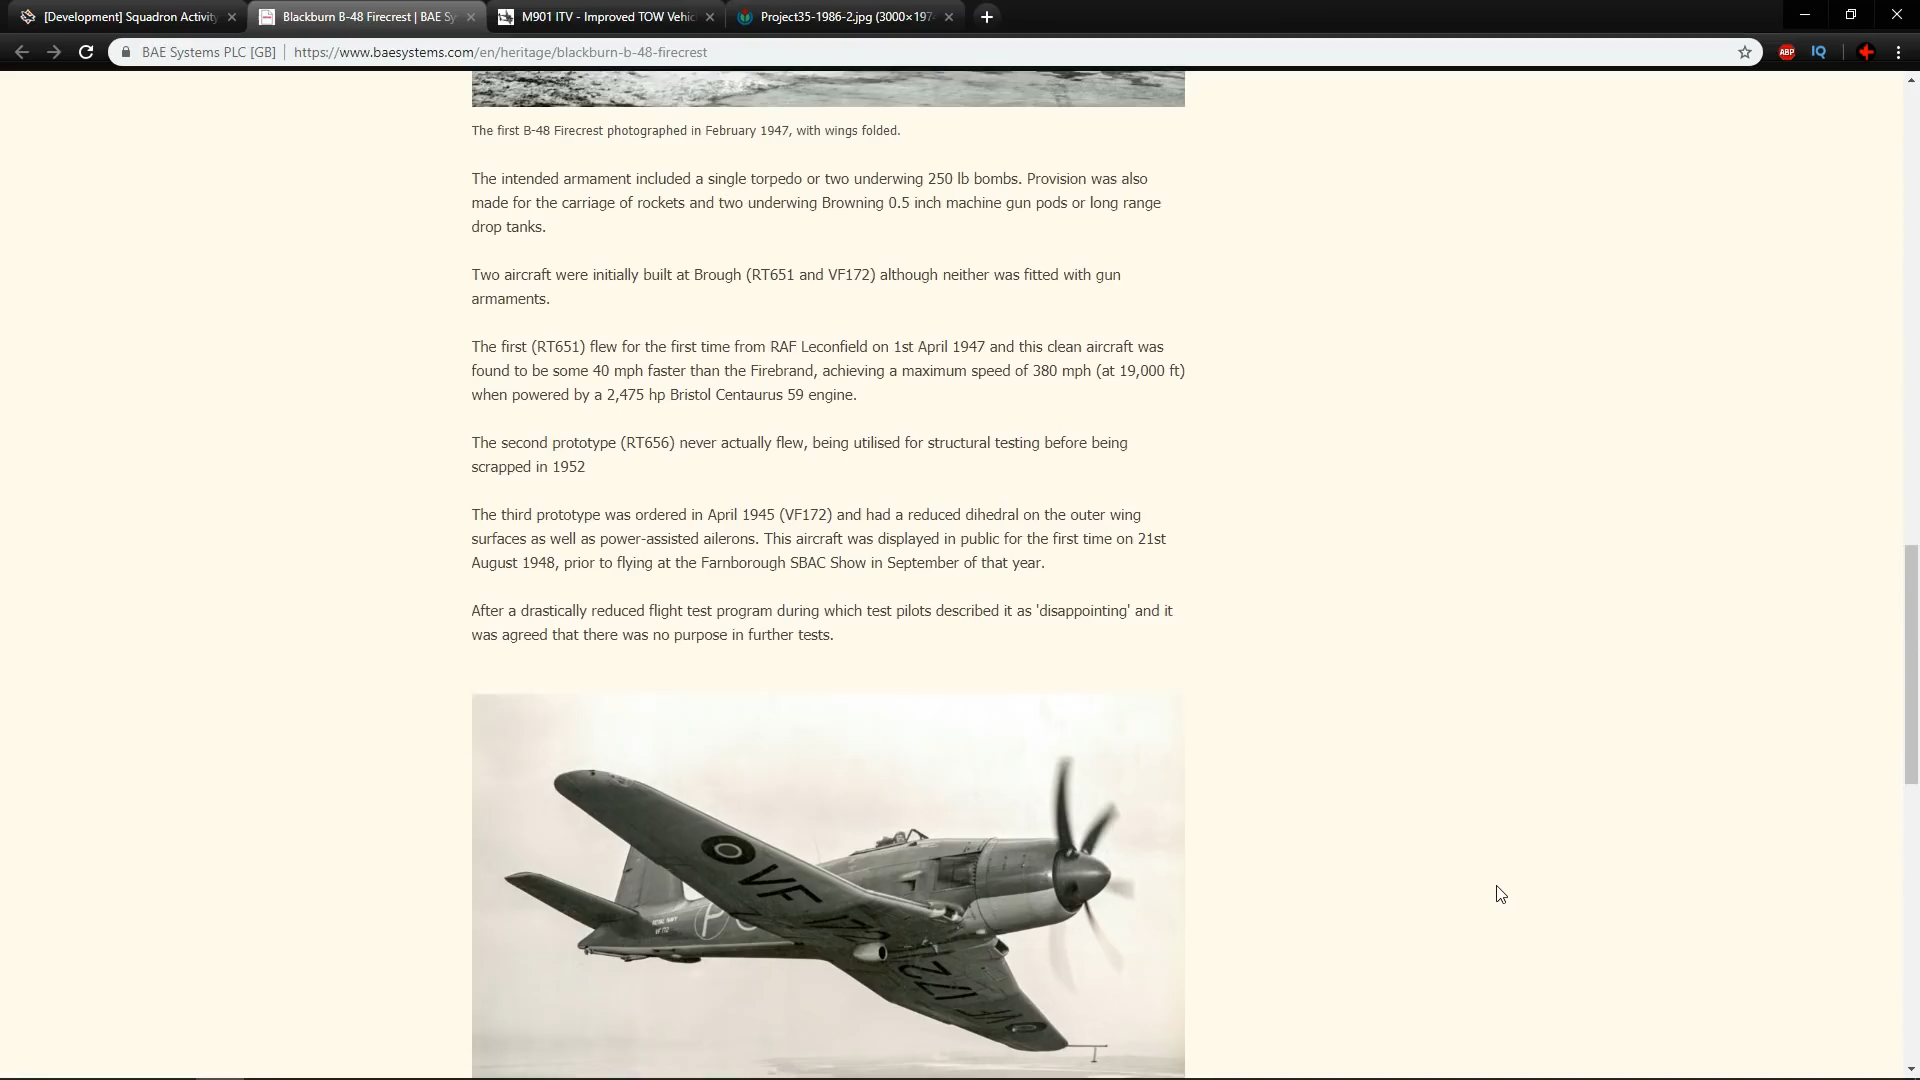 [Development] Squadron Activity
Blackburn B-48 Firecrest | BAE Sy
M901 ITV - Improved TOW Vehic
Project35-1986-2.jpg (3000×197
BAE Systems PLC [GB]
https://www.baesystems.com/en/heritage/blackburn-b-48-firecrest
ABP
IQ
The first B-48 Firecrest photographed in February 1947, with wings folded.
The intended armament included a single torpedo or two underwing 250 lb bombs. Provision was also
made for the carriage of rockets and two underwing Browning 0.5 inch machine gun pods or long range
drop tanks.
Two aircraft were initially built at Brough (RT651 and VF172) although neither was fitted with gun
armaments.
The first (RT651) flew for the first time from RAF Leconfield on 1st April 1947 and this clean aircraft was
found to be some 40 mph faster than the Firebrand, achieving a maximum speed of 380 mph (at 19,000 ft)
when powered by a 2,475 hp Bristol Centaurus 59 engine.
The second prototype (RT656) never actually flew, being utilised for structural testing before being
scrapped in 1952
The third prototype was ordered in April 1945 (VF172) and had a reduced dihedral on the outer wing
surfaces as well as power-assisted ailerons. This aircraft was displayed in public for the first time on 21st
August 1948, prior to flying at the Farnborough SBAC Show in September of that year.
After a drastically reduced flight test program during which test pilots described it as 'disappointing' and it
was agreed that there was no purpose in further tests.
VF 172
ROYAL NAVY
VF 172
P
VF 172